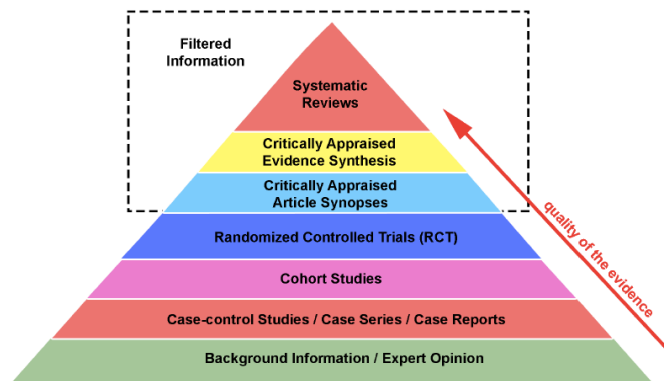 Filtered
Information
Systematic
Reviews
Critically Appraised
Evidence Synthesis
Critically Appraised
Article Synopses
Randomized Controlled Trials (RCT)
Cohort Studies
Case-control Studies / Case Series / Case Reports
Background Information / Expert Opinion
quality of the evidence